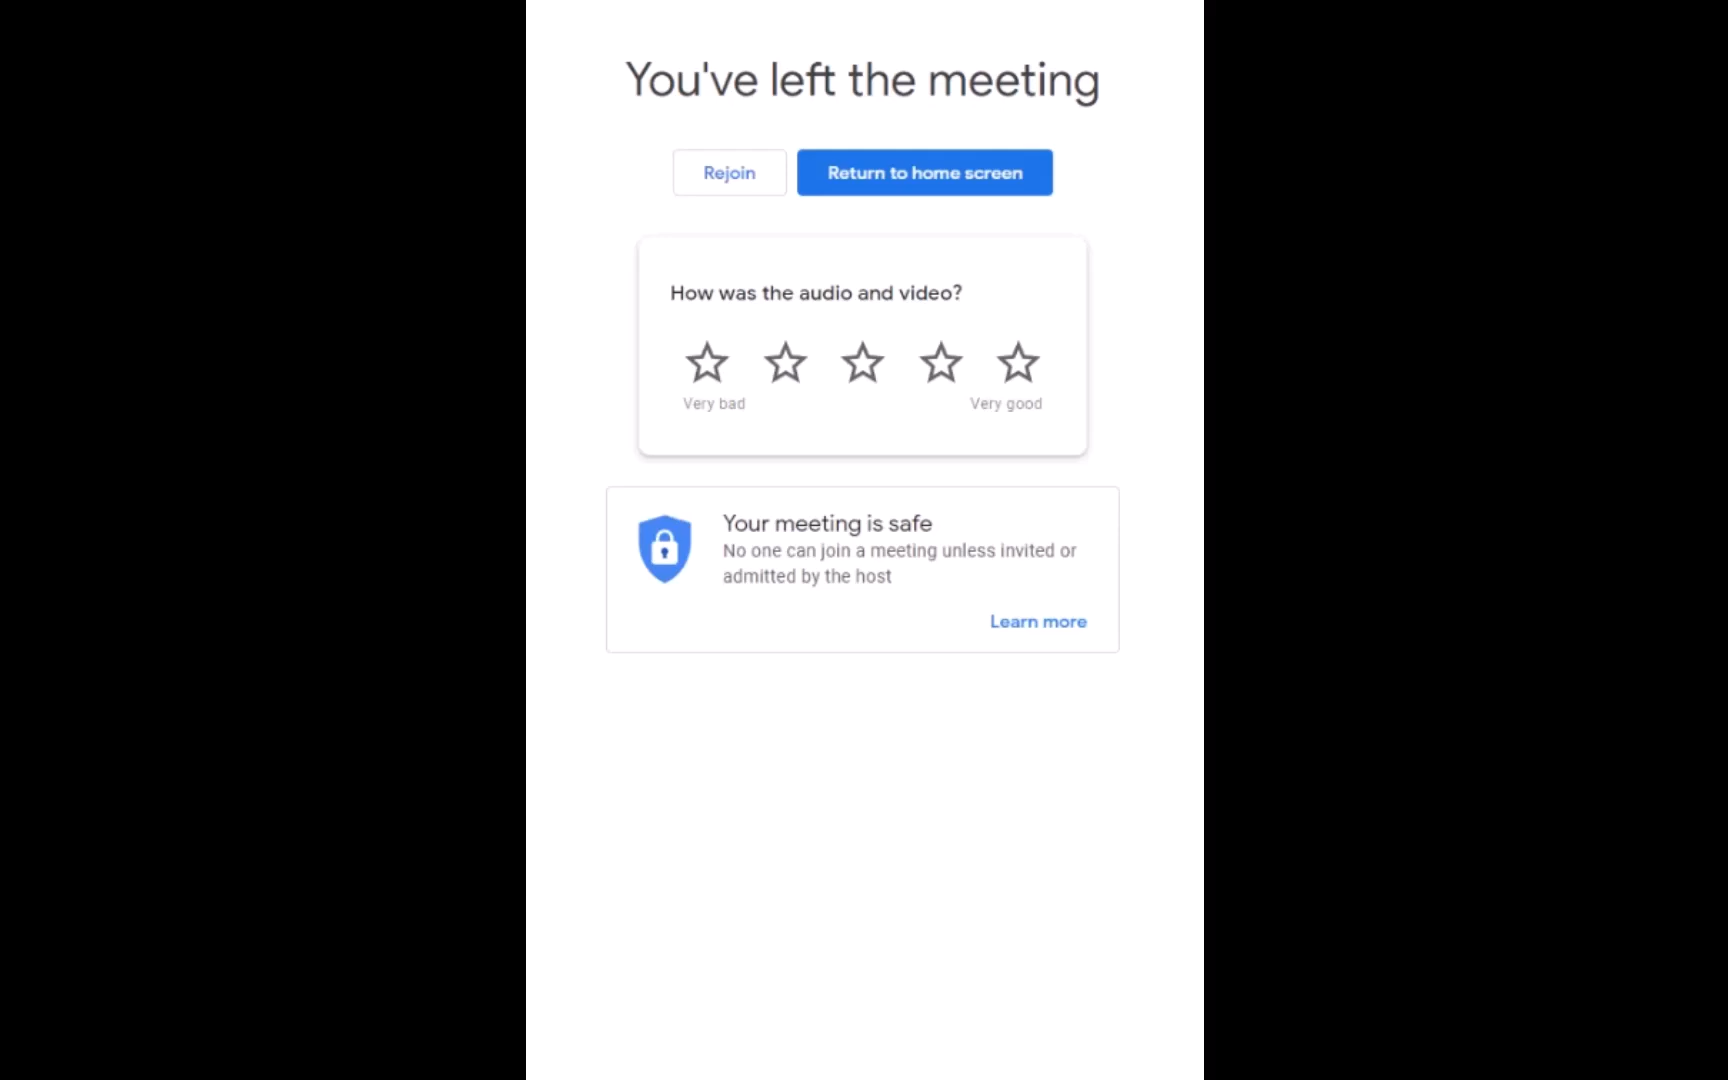 You've left the meeting
Rejoin
Return to home screen
How was the audio and video?
Very bad
Very good
Your meeting is safe
No one can join a meeting unless invited or
admitted by the host
Learn more